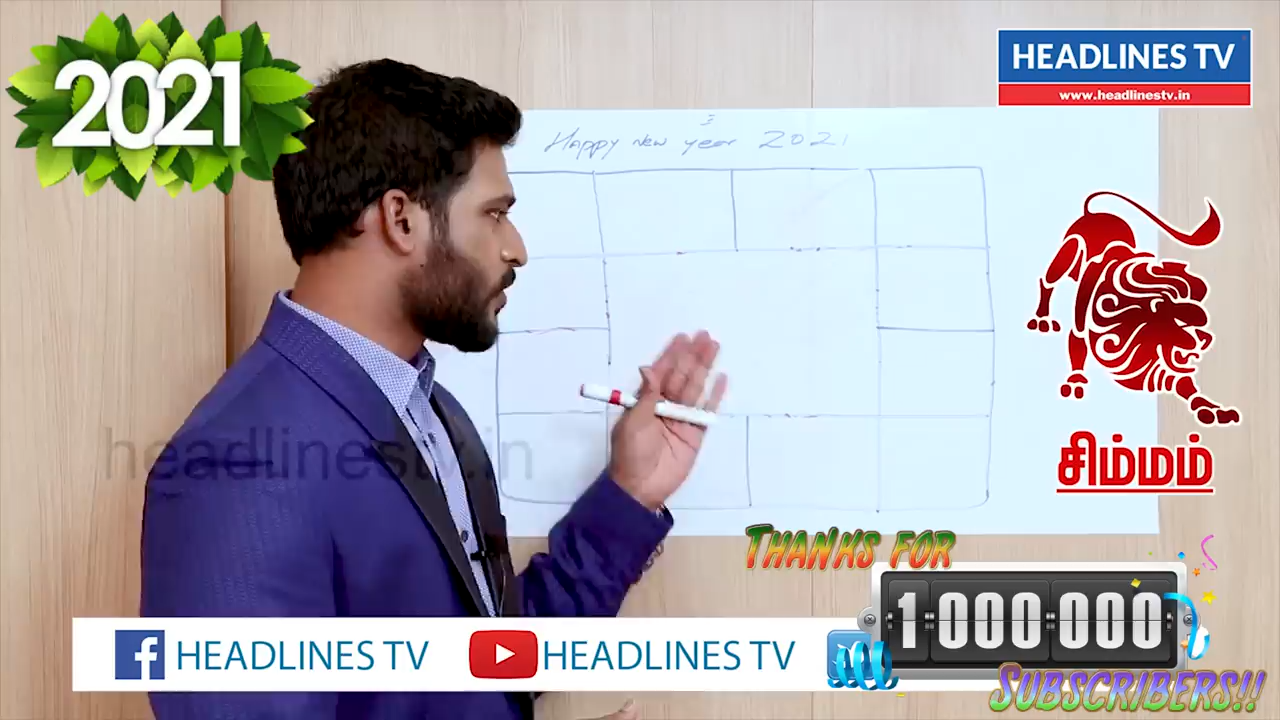 2021
HEADLINES TV
www.headlinestv.in
Happy New year 2021
சிம்மம்
headlinestv.in
THANKS FOR
1 000 000
SUBSCRIBERS!!
HEADLINES TV
HEADLINES TV